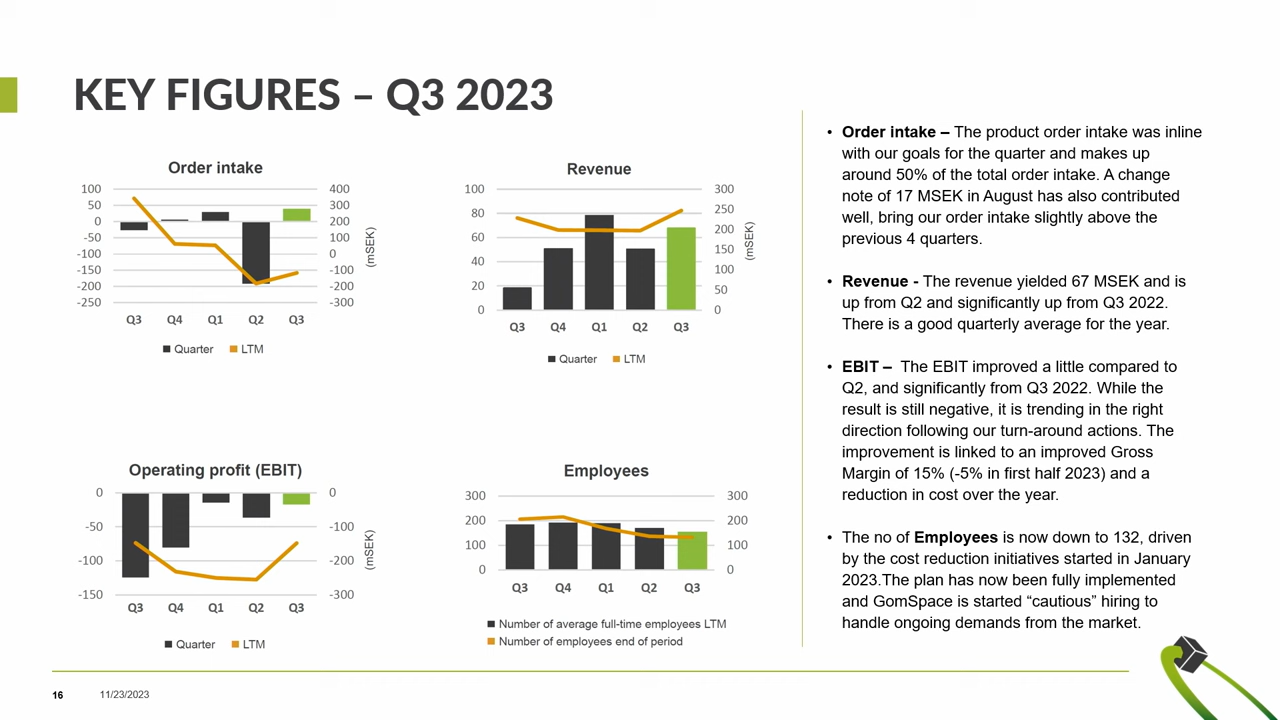 KEY FIGURES – Q3 2023
Order intake
100
50
0
-50
-100
-150
-200
-250
400
300
200
100
0
-100
-200
-300
(mSEK)
Q3 Q4 Q1 Q2 Q3
Quarter LTM
Revenue
100
80
60
40
20
0
300
250
200
150
100
50
0
(mSEK)
Q3 Q4 Q1 Q2 Q3
Quarter LTM
Operating profit (EBIT)
0
-50
-100
-150
0
-100
-200
-300
(mSEK)
Q3 Q4 Q1 Q2 Q3
Quarter LTM
Employees
300
200
100
0
300
200
100
0
Q3 Q4 Q1 Q2 Q3
Number of average full-time employees LTM
Number of employees end of period
• Order intake – The product order intake was inline
with our goals for the quarter and makes up
around 50% of the total order intake. A change
note of 17 MSEK in August has also contributed
well, bring our order intake slightly above the
previous 4 quarters.
• Revenue - The revenue yielded 67 MSEK and is
up from Q2 and significantly up from Q3 2022.
There is a good quarterly average for the year.
• EBIT – The EBIT improved a little compared to
Q2, and significantly from Q3 2022. While the
result is still negative, it is trending in the right
direction following our turn-around actions. The
improvement is linked to an improved Gross
Margin of 15% (-5% in first half 2023) and a
reduction in cost over the year.
• The no of Employees is now down to 132, driven
by the cost reduction initiatives started in January
2023.The plan has now been fully implemented
and GomSpace is started “cautious” hiring to
handle ongoing demands from the market.
16 11/23/2023